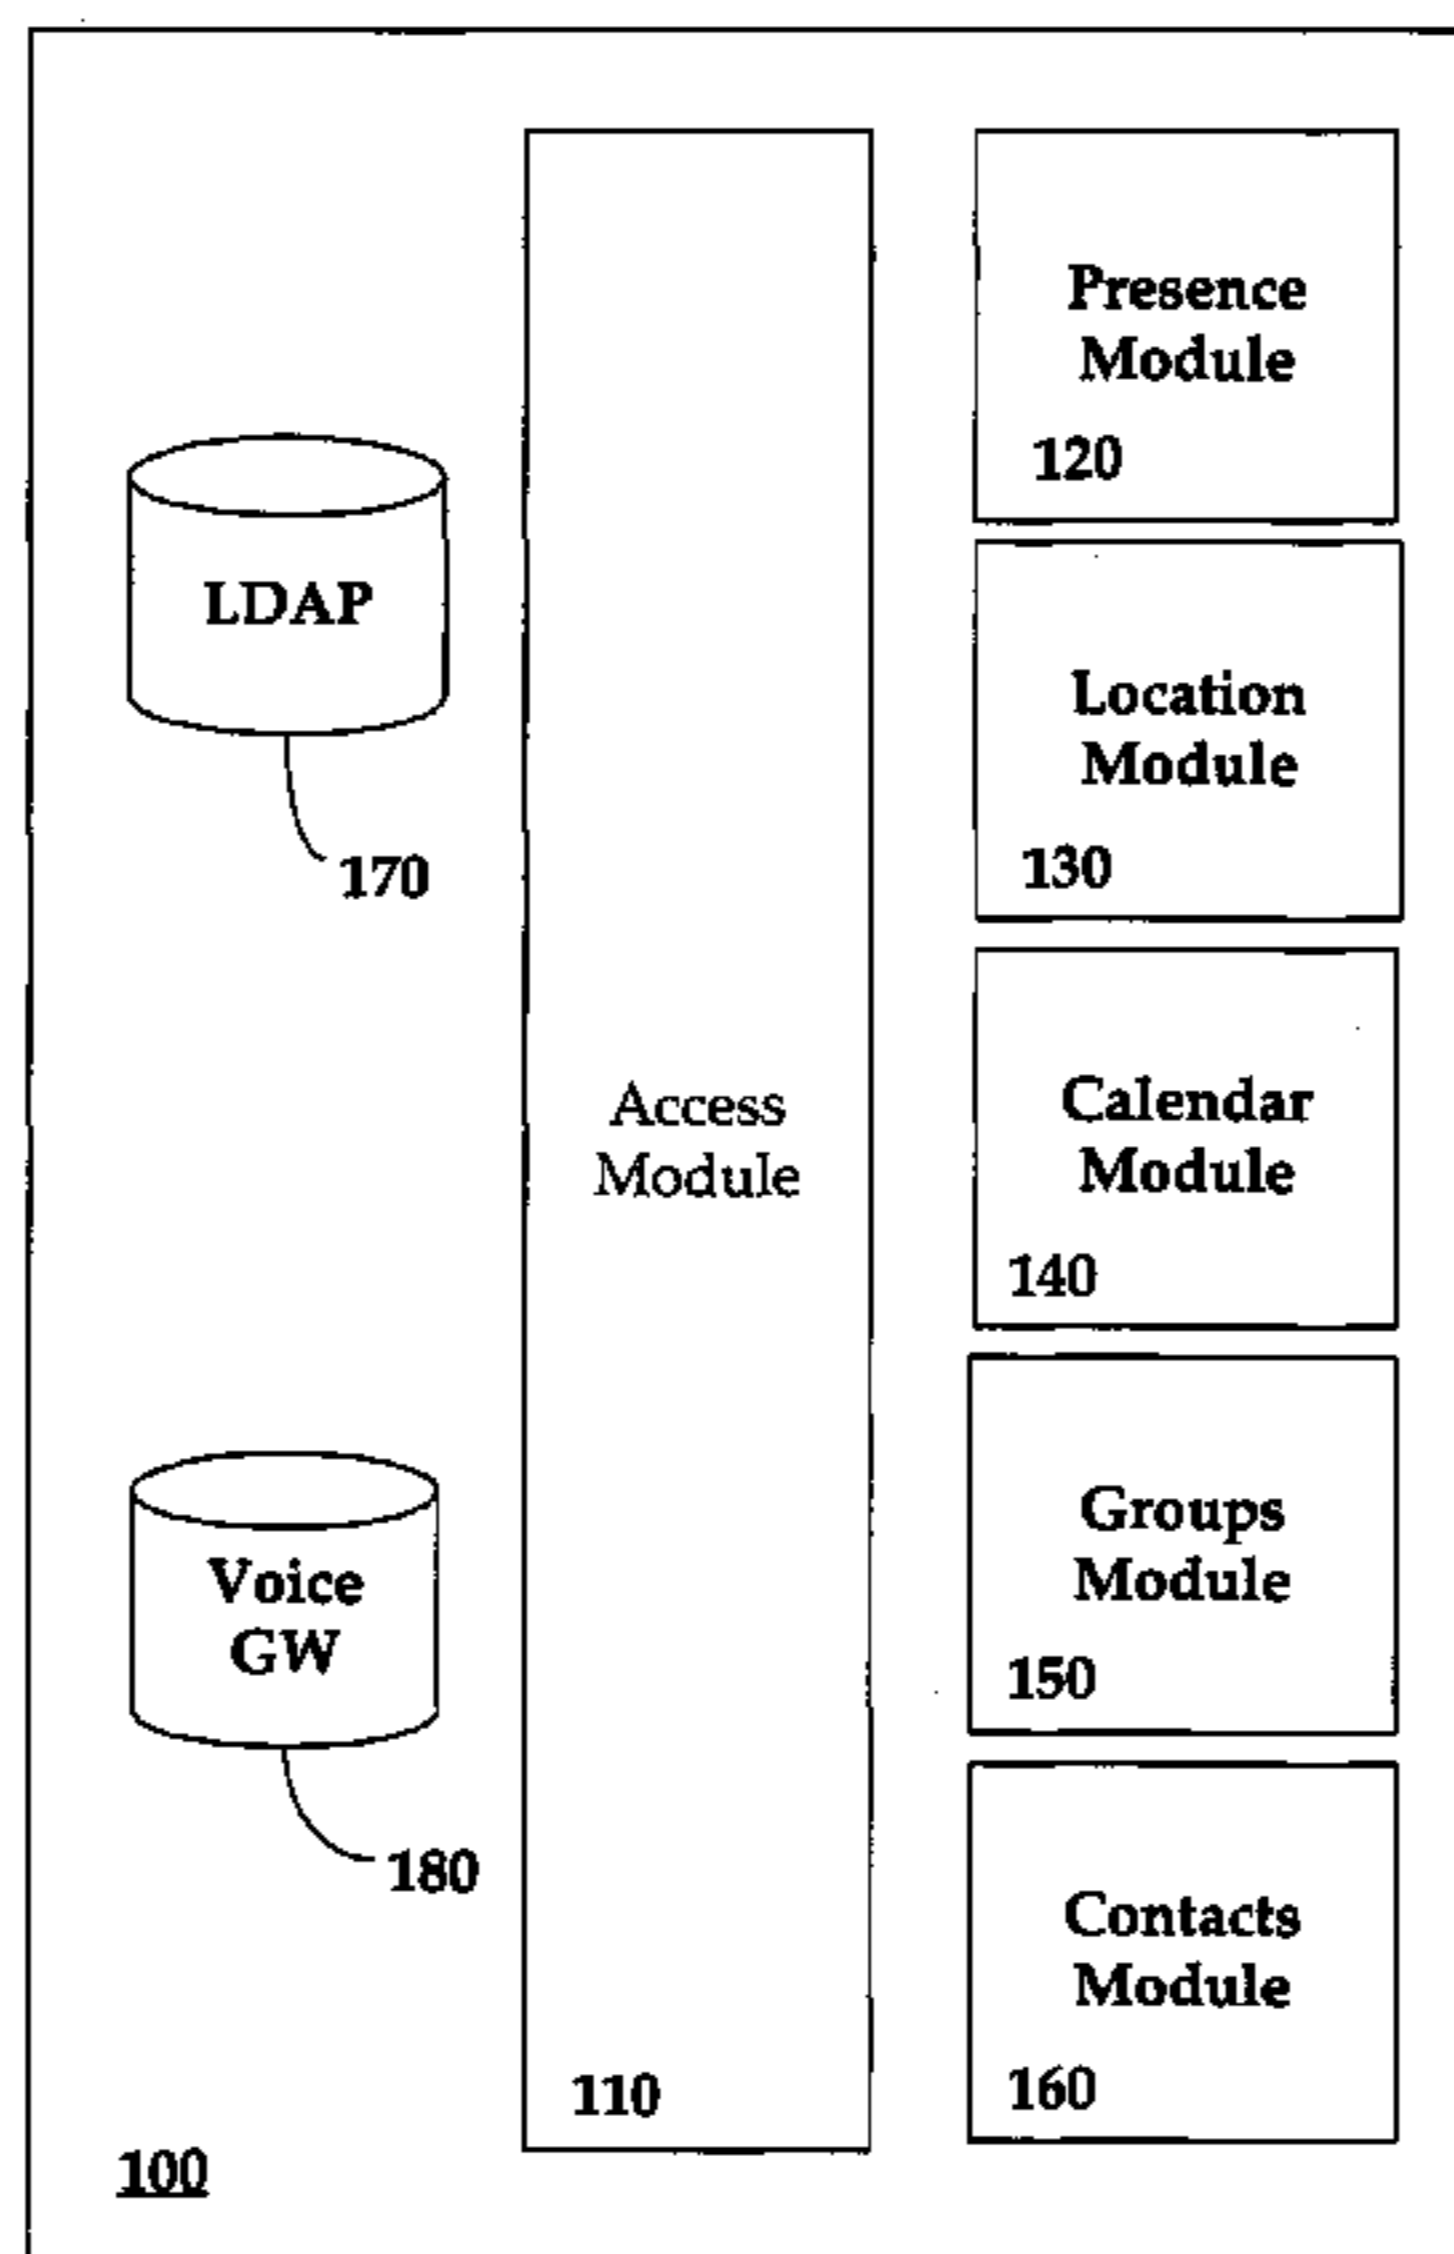 LDAP
170
Voice
GW
180
100
Access
Module
110
Presence
Module
120
Location
Module
130
Calendar
Module
140
Groups
Module
150
Contacts
Module
160